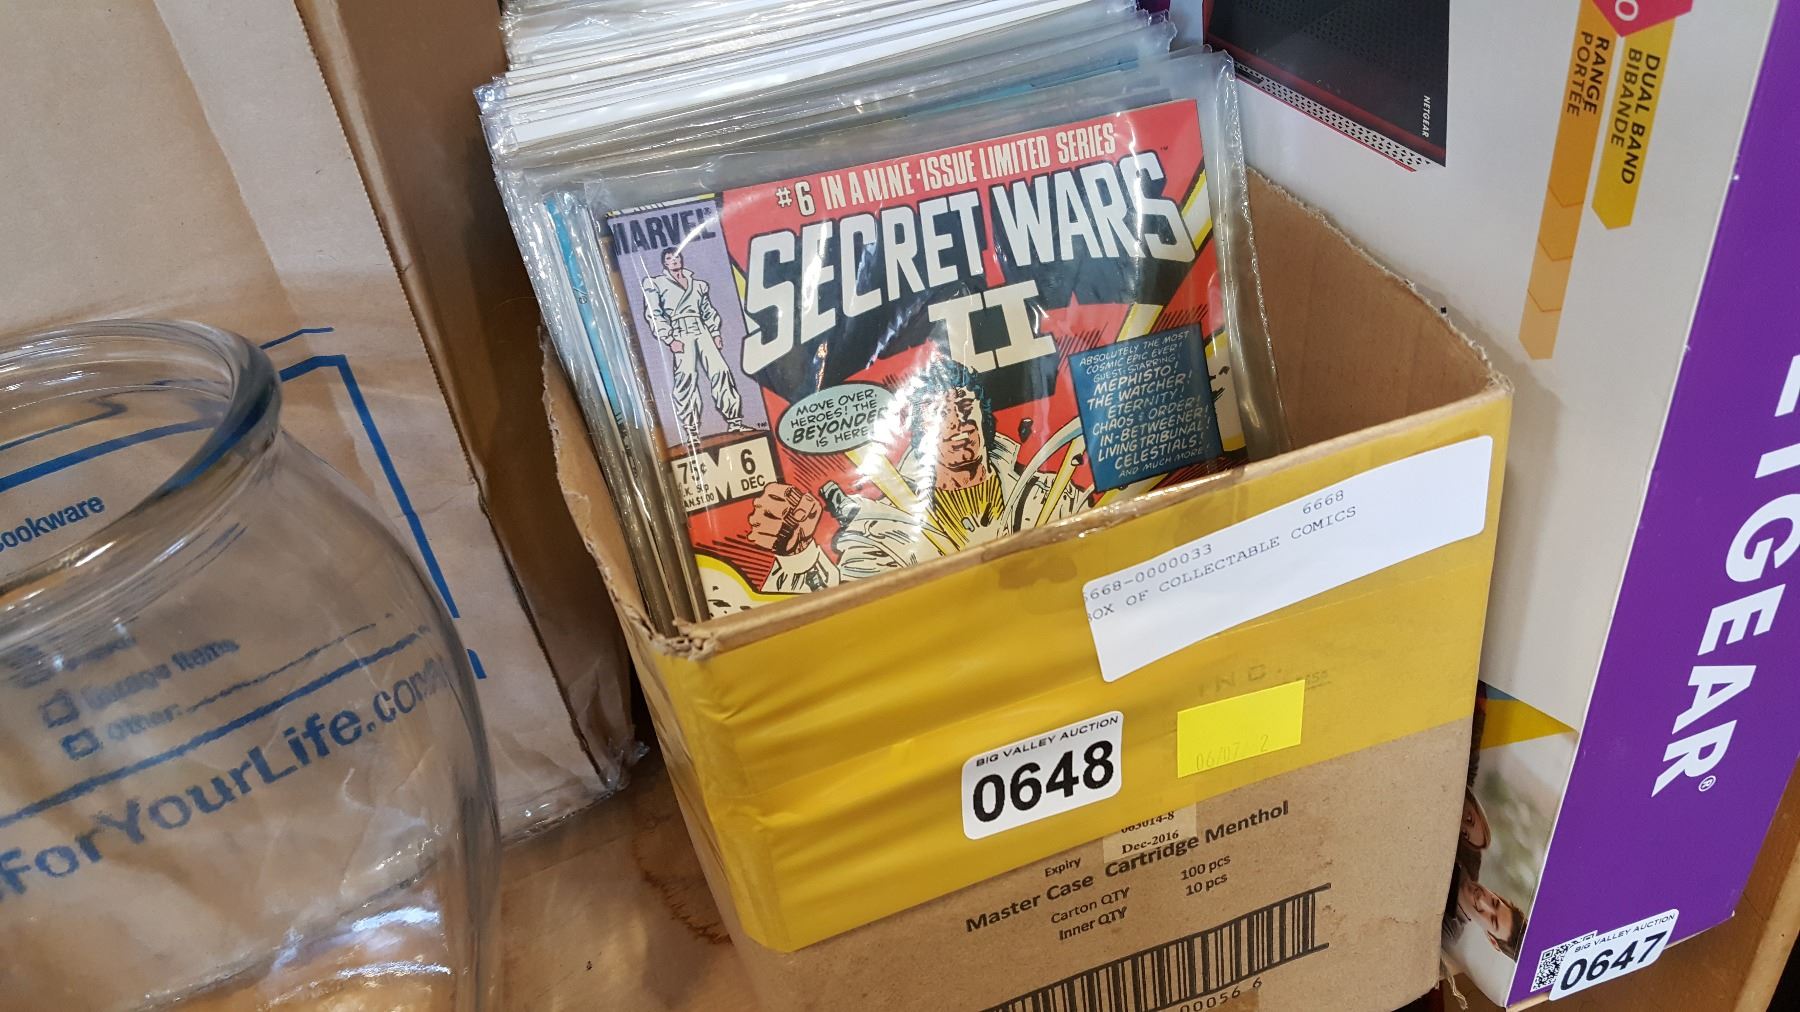 #6 IN A NINE-ISSUE LIMITED SERIES
MARVEL
SECRET WARS
II
MOVE OVER,
HEROES! THE
BEYONDER
IS HERE!
ABSOLUTELY THE MOST
COSMIC EPIC EVER!
GUEST-STARRING:
MEPHISTO!
THE WATCHER!
ETERNITY!
CHAOS & ORDER!
IN-BETWEENER!
LIVING TRIBUNAL!
CELESTIALS!
AND MUCH MORE!
75¢
6
DEC
6668
6668-0000033
BOX OF COLLECTABLE COMICS
BIG VALLEY AUCTION
0648
Dec-2016
Expiry
Master Case Cartridge Menthol
Carton QTY 100 pcs
Inner QTY 10 pcs
NETGEAR
DUAL BAND
BIBANDE
RANGE
PORTÉE
ETGEAR®
BIG VALLEY AUCTION
0647
ookware
Other:
ForYourLife.com